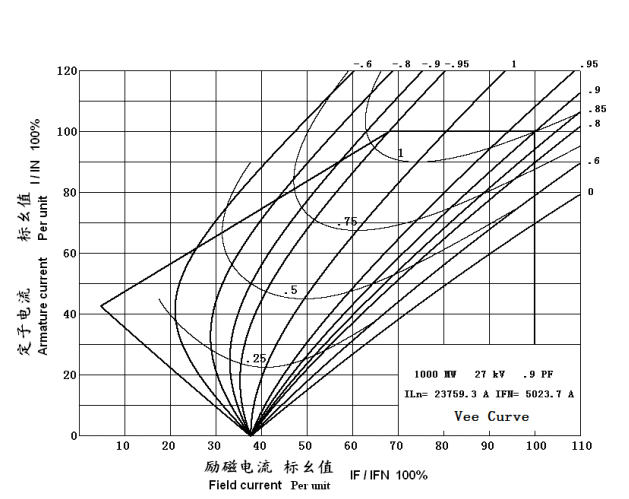 -.6 -.8 -.9 -.95 1 .95
120
.9
.85
.8
100
1
.6
80
0
.75
60
.5
40
.25
20
0
1000 MW 27 kV .9 PF
ILn= 23759.3 A IFN= 5023.7 A
Vee Curve
10 20 30 40 50 60 70 80 90 100 110
定子电流 标幺值 I/IN 100%
Armature current Per unit
励磁电流 标幺值 IF/IFN 100%
Field current Per unit